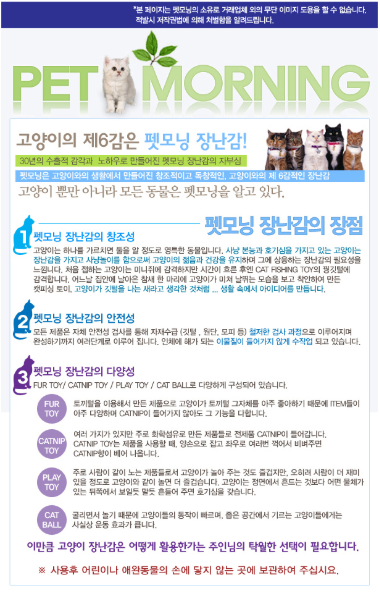 *본 페이지는 펫모닝의 소유로 거래업체 외의 무단 이미지 도용을 할 수 없습니다.
적발시 저작권법에 의해 처벌함을 알려드립니다.
PET MORNING
고양이의 제6감은 펫모닝 장난감!
30년의 수출적 감각과 노하우로 만들어진 펫모닝 장난감의 자부심
펫모닝은 고양이와의 생활에서 만들어진 창조적이고 독창적인, 고양이와의 제 6감적인 장난감
고양이 뿐만 아니라 모든 동물은 펫모닝을 알고 있다.
펫모닝 장난감의 장점
1 펫모닝 장난감의 창조성
고양이는 하나를 가르치면 둘을 알 정도로 영특한 동물입니다. 사냥 본능과 호기심을 가지고 있는 고양이는
장난감을 가지고 사냥놀이를 함으로써 고양이의 젊음과 건강을 유지하며 그에 상응하는 장난감의 필요성을
느낍니다. 처음 접하는 고양이는 미니쥐에 감격하지만 시간이 흐른 후엔 CAT FISHING TOY의 꿩깃털에
감격합니다. 어느날 집안에 날아온 참새 한 마리에 고양이가 미쳐 날뛰는 모습을 보고 착안하여 만든
캣피싱 토이, 고양이가 깃털을 나는 새라고 생각한 것처럼 ... 생활 속에서 아이디어를 만듭니다.
2 펫모닝 장난감의 안전성
모든 제품은 자체 안전성 검사를 통해 자재수급 (깃털, 원단, 모피 등) 철저한 검사 과정으로 이루어지며
완성하기까지 여러단계로 이루어 집니다. 인체에 해가 되는 이물질이 들어가지 않게 수작업 되고 있습니다.
3 펫모닝 장난감의 다양성
FUR TOY/ CATNIP TOY / PLAY TOY / CAT BALL로 다양하게 구성되어 있습니다.
FUR TOY
토끼털을 이용해서 만든 제품으로 고양이가 토끼털 그자체를 아주 좋아하기 때문에 ITEM들이
아주 다양하며 CATNIP이 들어가지 않아도 그 기능을 다합니다.
CATNIP TOY
여러 가지가 있지만 주로 화학섬유로 만든 제품들로 전제품 CATNIP이 들어갑니다.
CATNIP TOY는 제품을 사용할 때, 양손으로 잡고 좌우로 여러번 꺽어서 비벼주면
CATNIP향이 베어 나옵니다.
PLAY TOY
주로 사람이 같이 노는 제품들로서 고양이가 놀아 주는 것도 즐겁지만, 오히려 사람이 더 재미
있을 정도로 고양이와 같이 놀면 더 즐겁습니다. 고양이는 정면에서 흔드는 것보다 어떤 물체가
있는 뒤쪽에서 보일듯 말듯 흔들어 주면 호기심을 갖습니다.
CAT BALL
굴리면서 놀기 때문에 고양이들의 동작이 빠르며, 좁은 공간에서 기르는 고양이들에게는
사실상 운동 효과가 큽니다.
이만큼 고양이 장난감은 어떻게 활용한가는 주인님의 탁월한 선택이 필요합니다.
※ 사용후 어린이나 애완동물의 손에 닿지 않는 곳에 보관하여 주십시요.